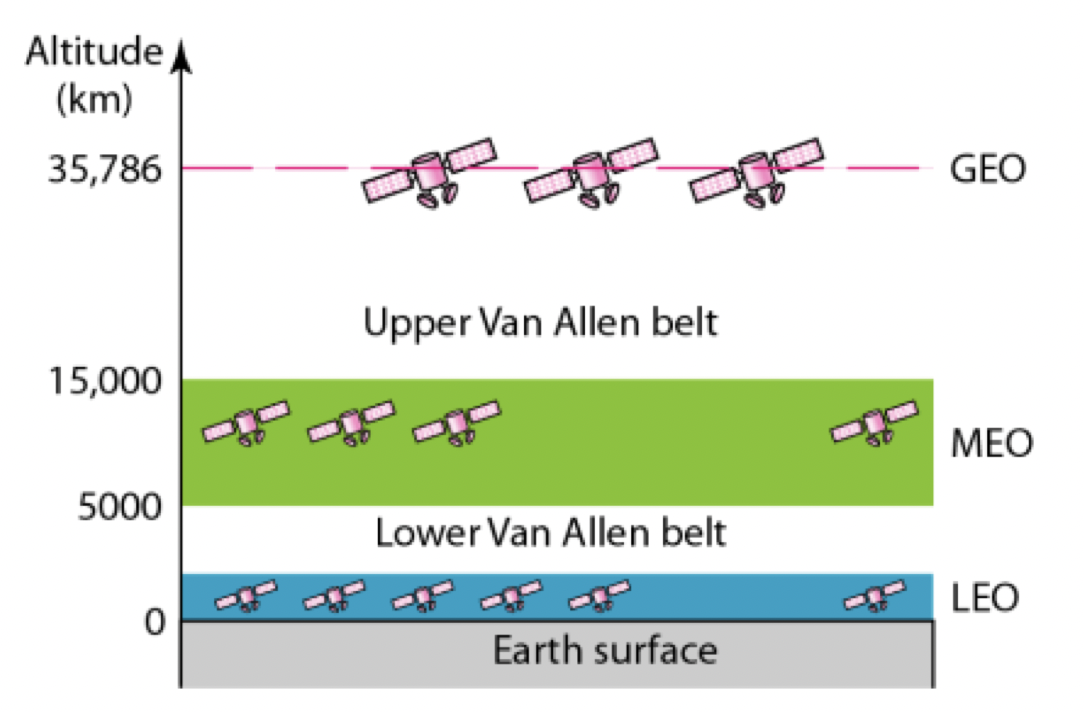 Altitude
(km)
35,786
GEO
Upper Van Allen belt
15,000
MEO
5000
Lower Van Allen belt
LEO
0
Earth surface